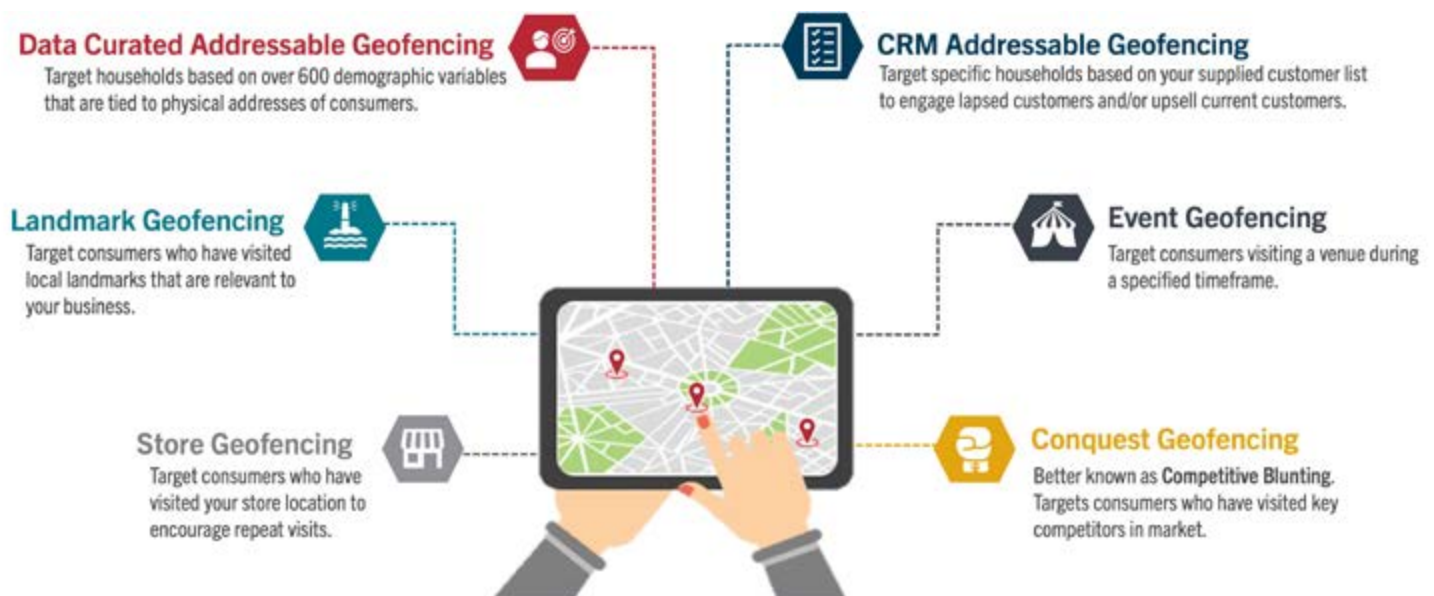 Data Curated Addressable Geofencing
Target households based on over 600 demographic variables
that are tied to physical addresses of consumers.
CRM Addressable Geofencing
Target specific households based on your supplied customer list
to engage lapsed customers and/or upsell current customers.
Landmark Geofencing
Target consumers who have visited
local landmarks that are relevant to
your business.
Event Geofencing
Target consumers visiting a venue during
a specified timeframe.
Store Geofencing
Target consumers who have
visited your store location to
encourage repeat visits.
Conquest Geofencing
Better known as Competitive Blunting.
Targets consumers who have visited key
competitors in market.